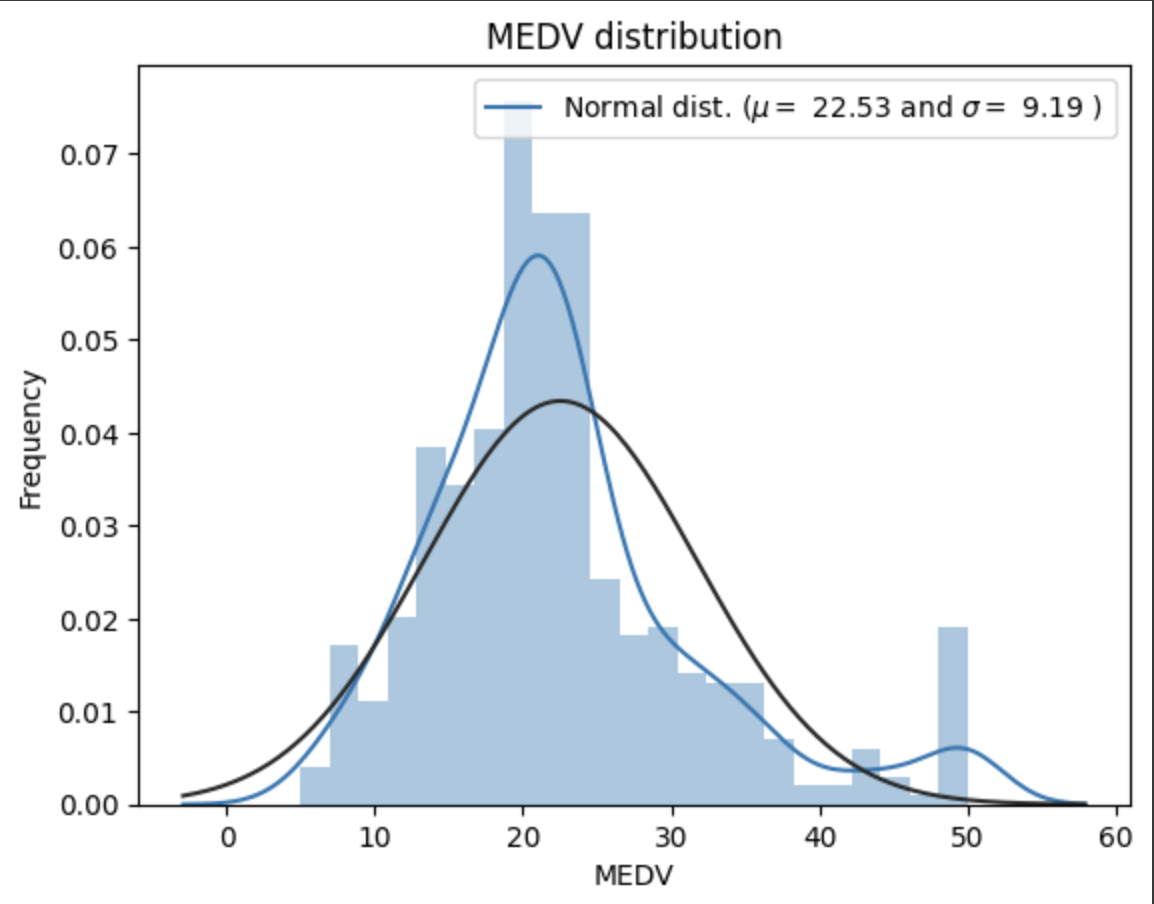 MEDV distribution
Normal dist. (μ = 22.53 and σ = 9.19 )
Frequency
0.07
0.06
0.05
0.04
0.03
0.02
0.01
0.00
0 10 20 30 40 50 60
MEDV